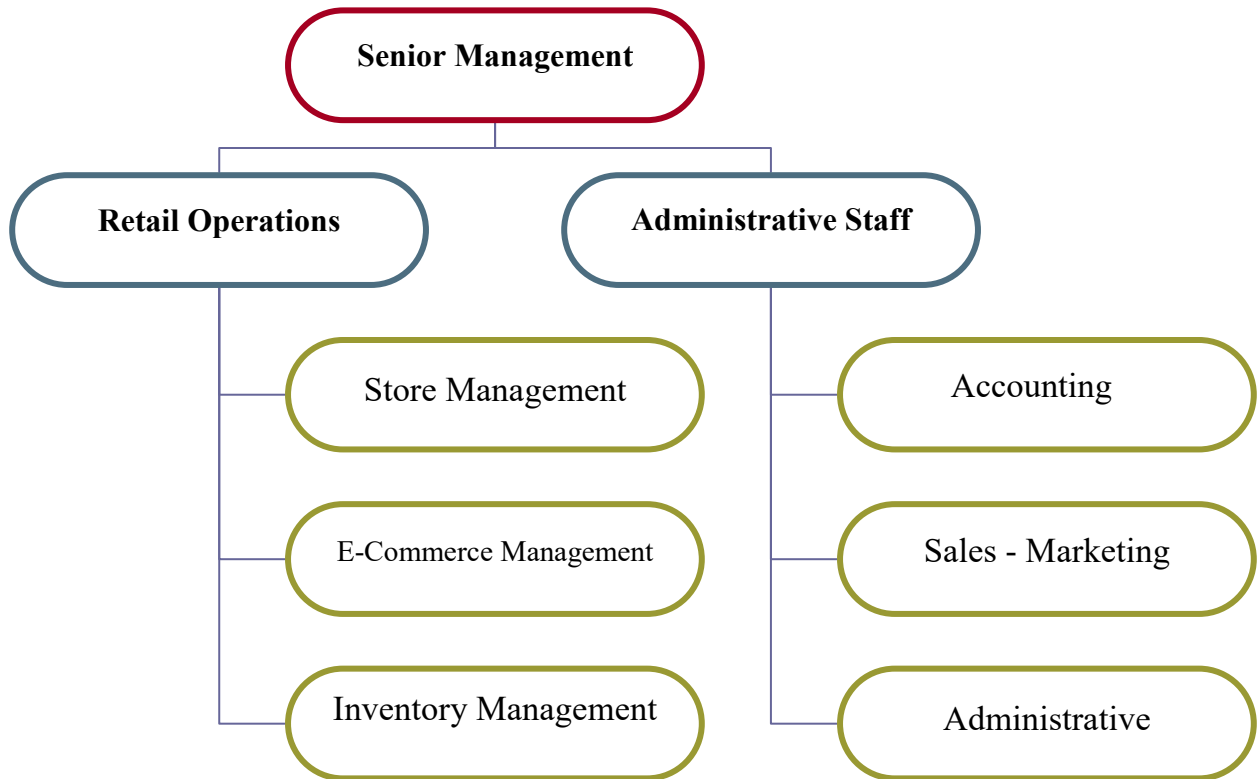 Senior Management
Retail Operations
Administrative Staff
Store Management
Accounting
E-Commerce Management
Sales - Marketing
Inventory Management
Administrative